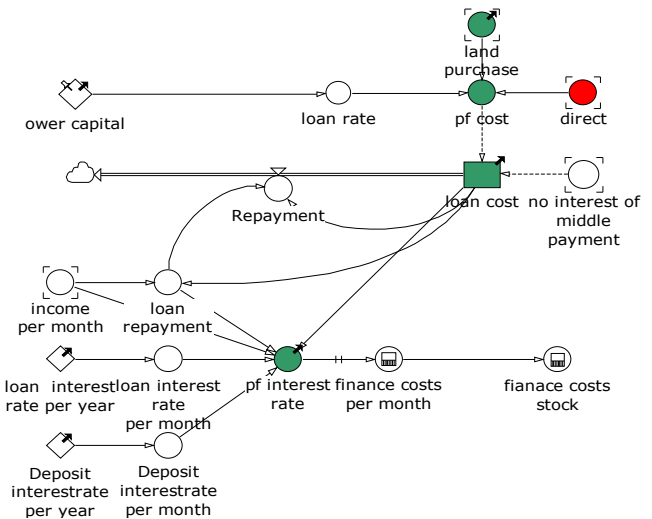 land
purchase
ower capital
loan rate
pf cost
direct
Repayment
loan cost
no interest of
middle
payment
income
per month
loan
repayment
loan interest
rate per year
loan interest
rate
per month
pf interest
rate
finance costs
per month
fianace costs
stock
Deposit
interestrate
per year
Deposit
interestrate
per month